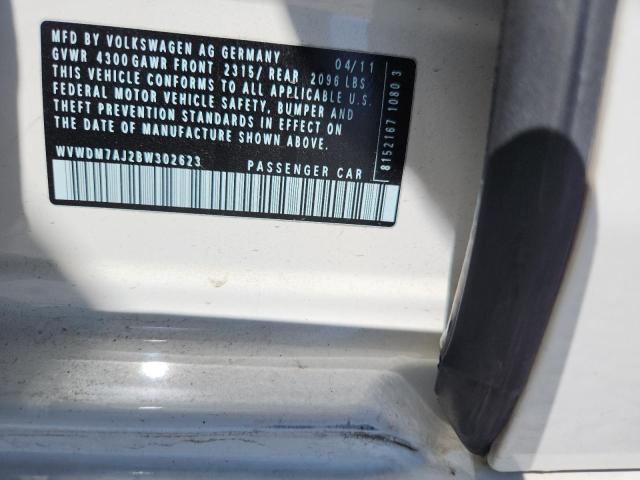 MFD BY VOLKSWAGEN AG GERMANY 04/11
GVWR 4300 GAWR FRONT 2315/ REAR 2096 LBS
THIS VEHICLE CONFORMS TO ALL APPLICABLE U.S.
FEDERAL MOTOR VEHICLE SAFETY, BUMPER AND
THEFT PREVENTION STANDARDS IN EFFECT ON
THE DATE OF MANUFACTURE SHOWN ABOVE.
WVWDM7AJ2BW302623 PASSENGER CAR
8152167 1080 3